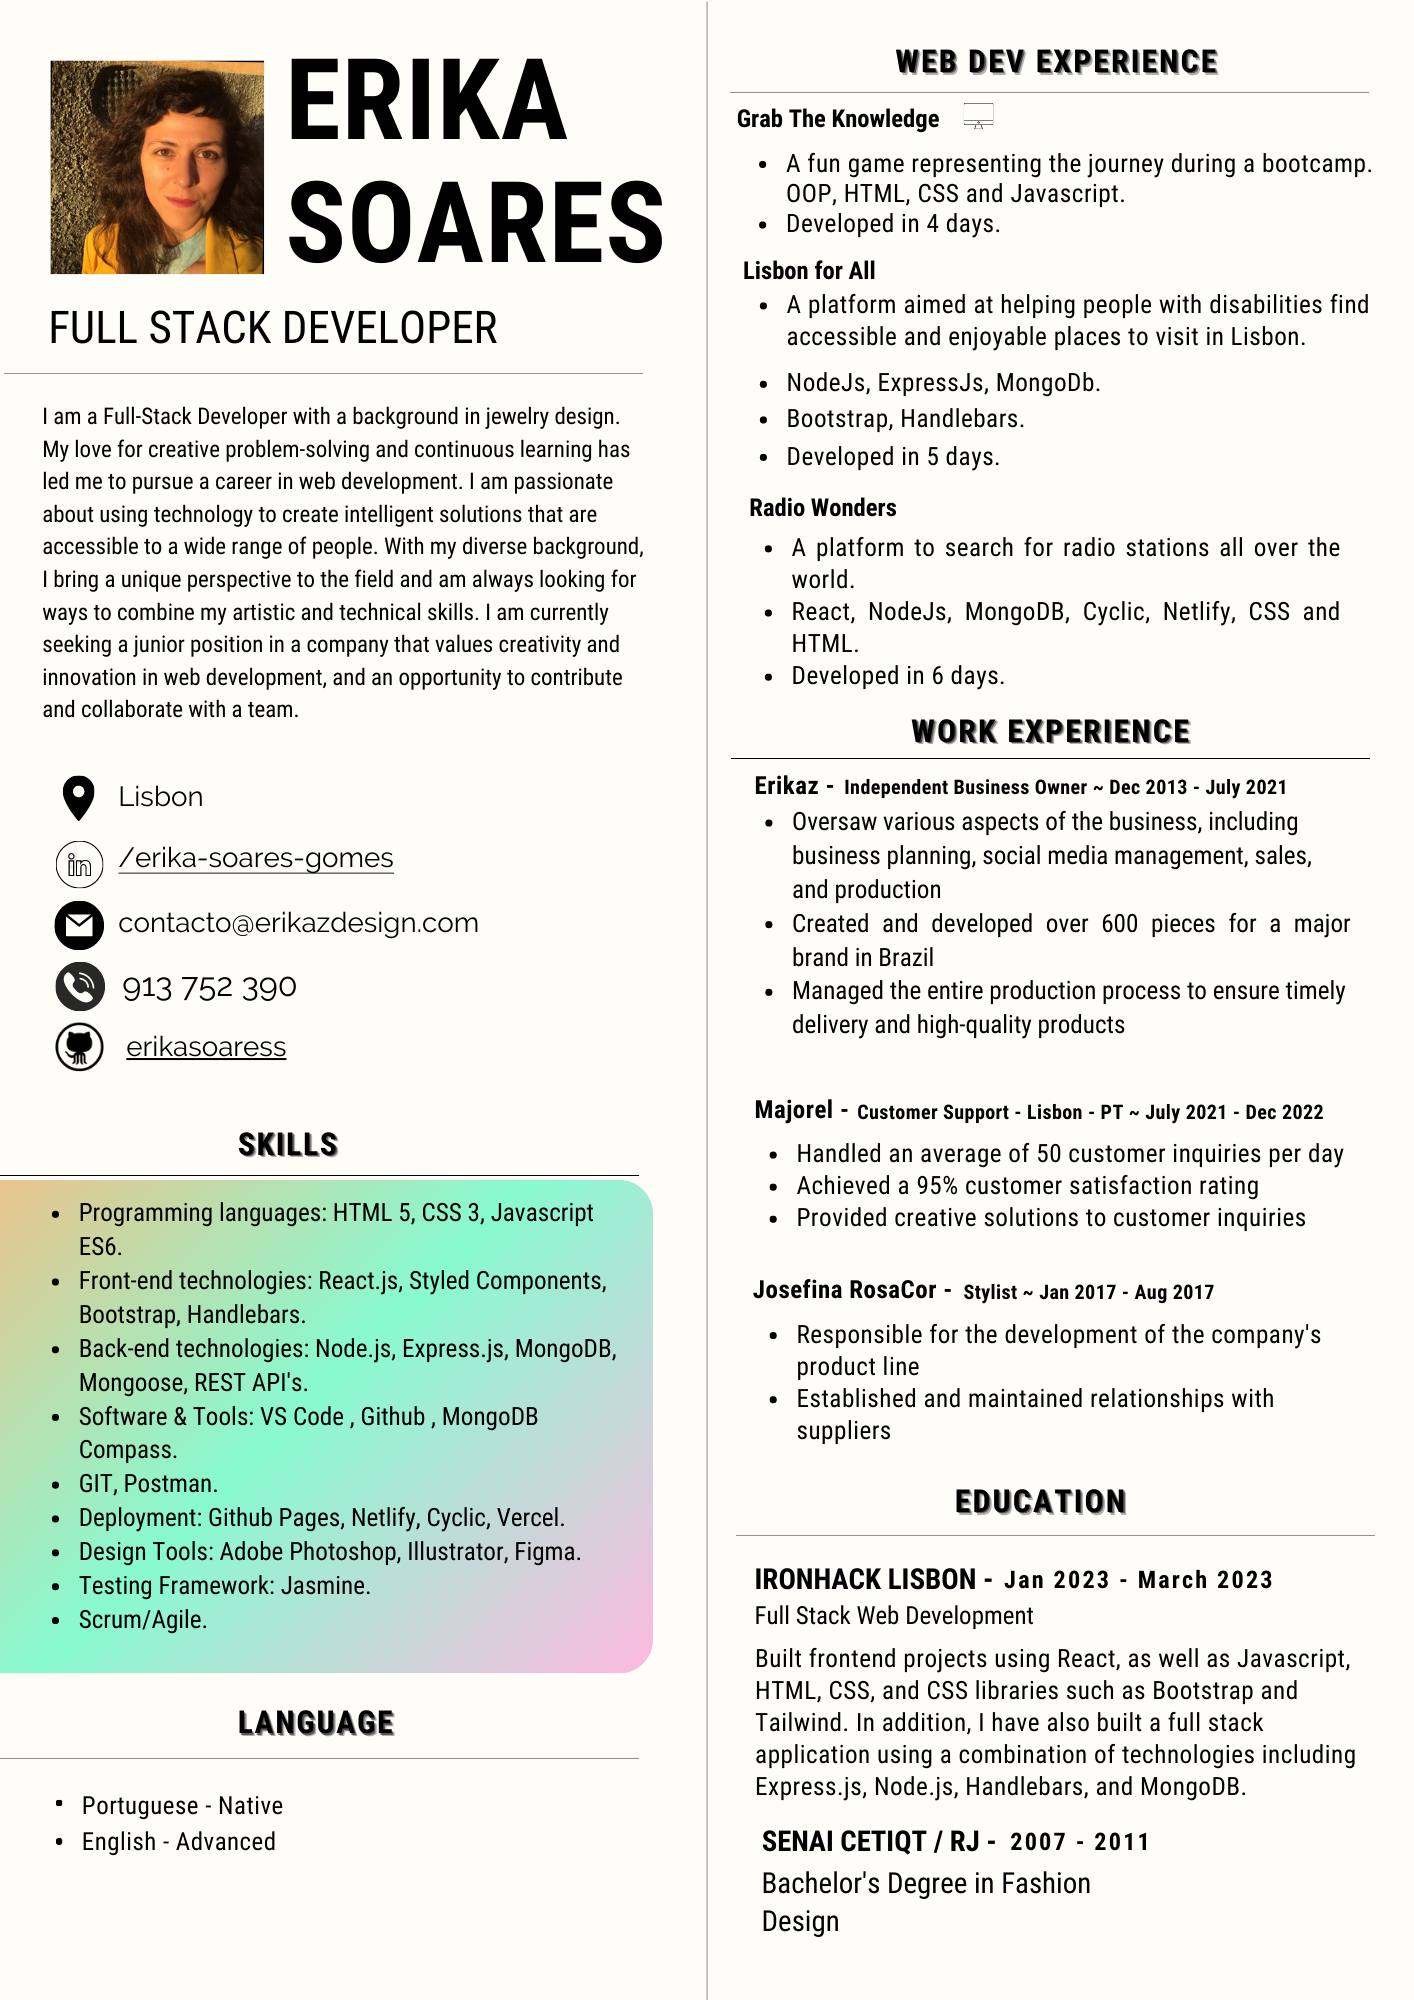 ERIKA
SOARES
FULL STACK DEVELOPER
I am a Full-Stack Developer with a background in jewelry design.
My love for creative problem-solving and continuous learning has
led me to pursue a career in web development. I am passionate
about using technology to create intelligent solutions that are
accessible to a wide range of people. With my diverse background,
I bring a unique perspective to the field and am always looking for
ways to combine my artistic and technical skills. I am currently
seeking a junior position in a company that values creativity and
innovation in web development, and an opportunity to contribute
and collaborate with a team.
Lisbon
in /erika-soares-gomes
contacto@erikazdesign.com
913 752 390
erikasoaress
SKILLS
• Programming languages: HTML 5, CSS 3, Javascript
ES6.
• Front-end technologies: React.js, Styled Components,
Bootstrap, Handlebars.
• Back-end technologies: Node.js, Express.js, MongoDB,
Mongoose, REST API's.
• Software & Tools: VS Code , Github , MongoDB
Compass.
• GIT, Postman.
• Deployment: Github Pages, Netlify, Cyclic, Vercel.
• Design Tools: Adobe Photoshop, Illustrator, Figma.
• Testing Framework: Jasmine.
• Scrum/Agile.
LANGUAGE
• Portuguese - Native
• English - Advanced
WEB DEV EXPERIENCE
Grab The Knowledge
• A fun game representing the journey during a bootcamp.
OOP, HTML, CSS and Javascript.
• Developed in 4 days.
Lisbon for All
• A platform aimed at helping people with disabilities find
accessible and enjoyable places to visit in Lisbon.
• NodeJs, ExpressJs, MongoDb.
• Bootstrap, Handlebars.
• Developed in 5 days.
Radio Wonders
• A platform to search for radio stations all over the
world.
• React, NodeJs, MongoDB, Cyclic, Netlify, CSS and
HTML.
• Developed in 6 days.
WORK EXPERIENCE
Erikaz - Independent Business Owner ~ Dec 2013 - July 2021
• Oversaw various aspects of the business, including
business planning, social media management, sales,
and production
• Created and developed over 600 pieces for a major
brand in Brazil
• Managed the entire production process to ensure timely
delivery and high-quality products
Majorel - Customer Support - Lisbon - PT ~ July 2021 - Dec 2022
• Handled an average of 50 customer inquiries per day
• Achieved a 95% customer satisfaction rating
• Provided creative solutions to customer inquiries
Josefina RosaCor - Stylist ~ Jan 2017 - Aug 2017
• Responsible for the development of the company's
product line
• Established and maintained relationships with
suppliers
EDUCATION
IRONHACK LISBON - Jan 2023 - March 2023
Full Stack Web Development
Built frontend projects using React, as well as Javascript,
HTML, CSS, and CSS libraries such as Bootstrap and
Tailwind. In addition, I have also built a full stack
application using a combination of technologies including
Express.js, Node.js, Handlebars, and MongoDB.
SENAI CETIQT / RJ - 2007 - 2011
Bachelor's Degree in Fashion
Design